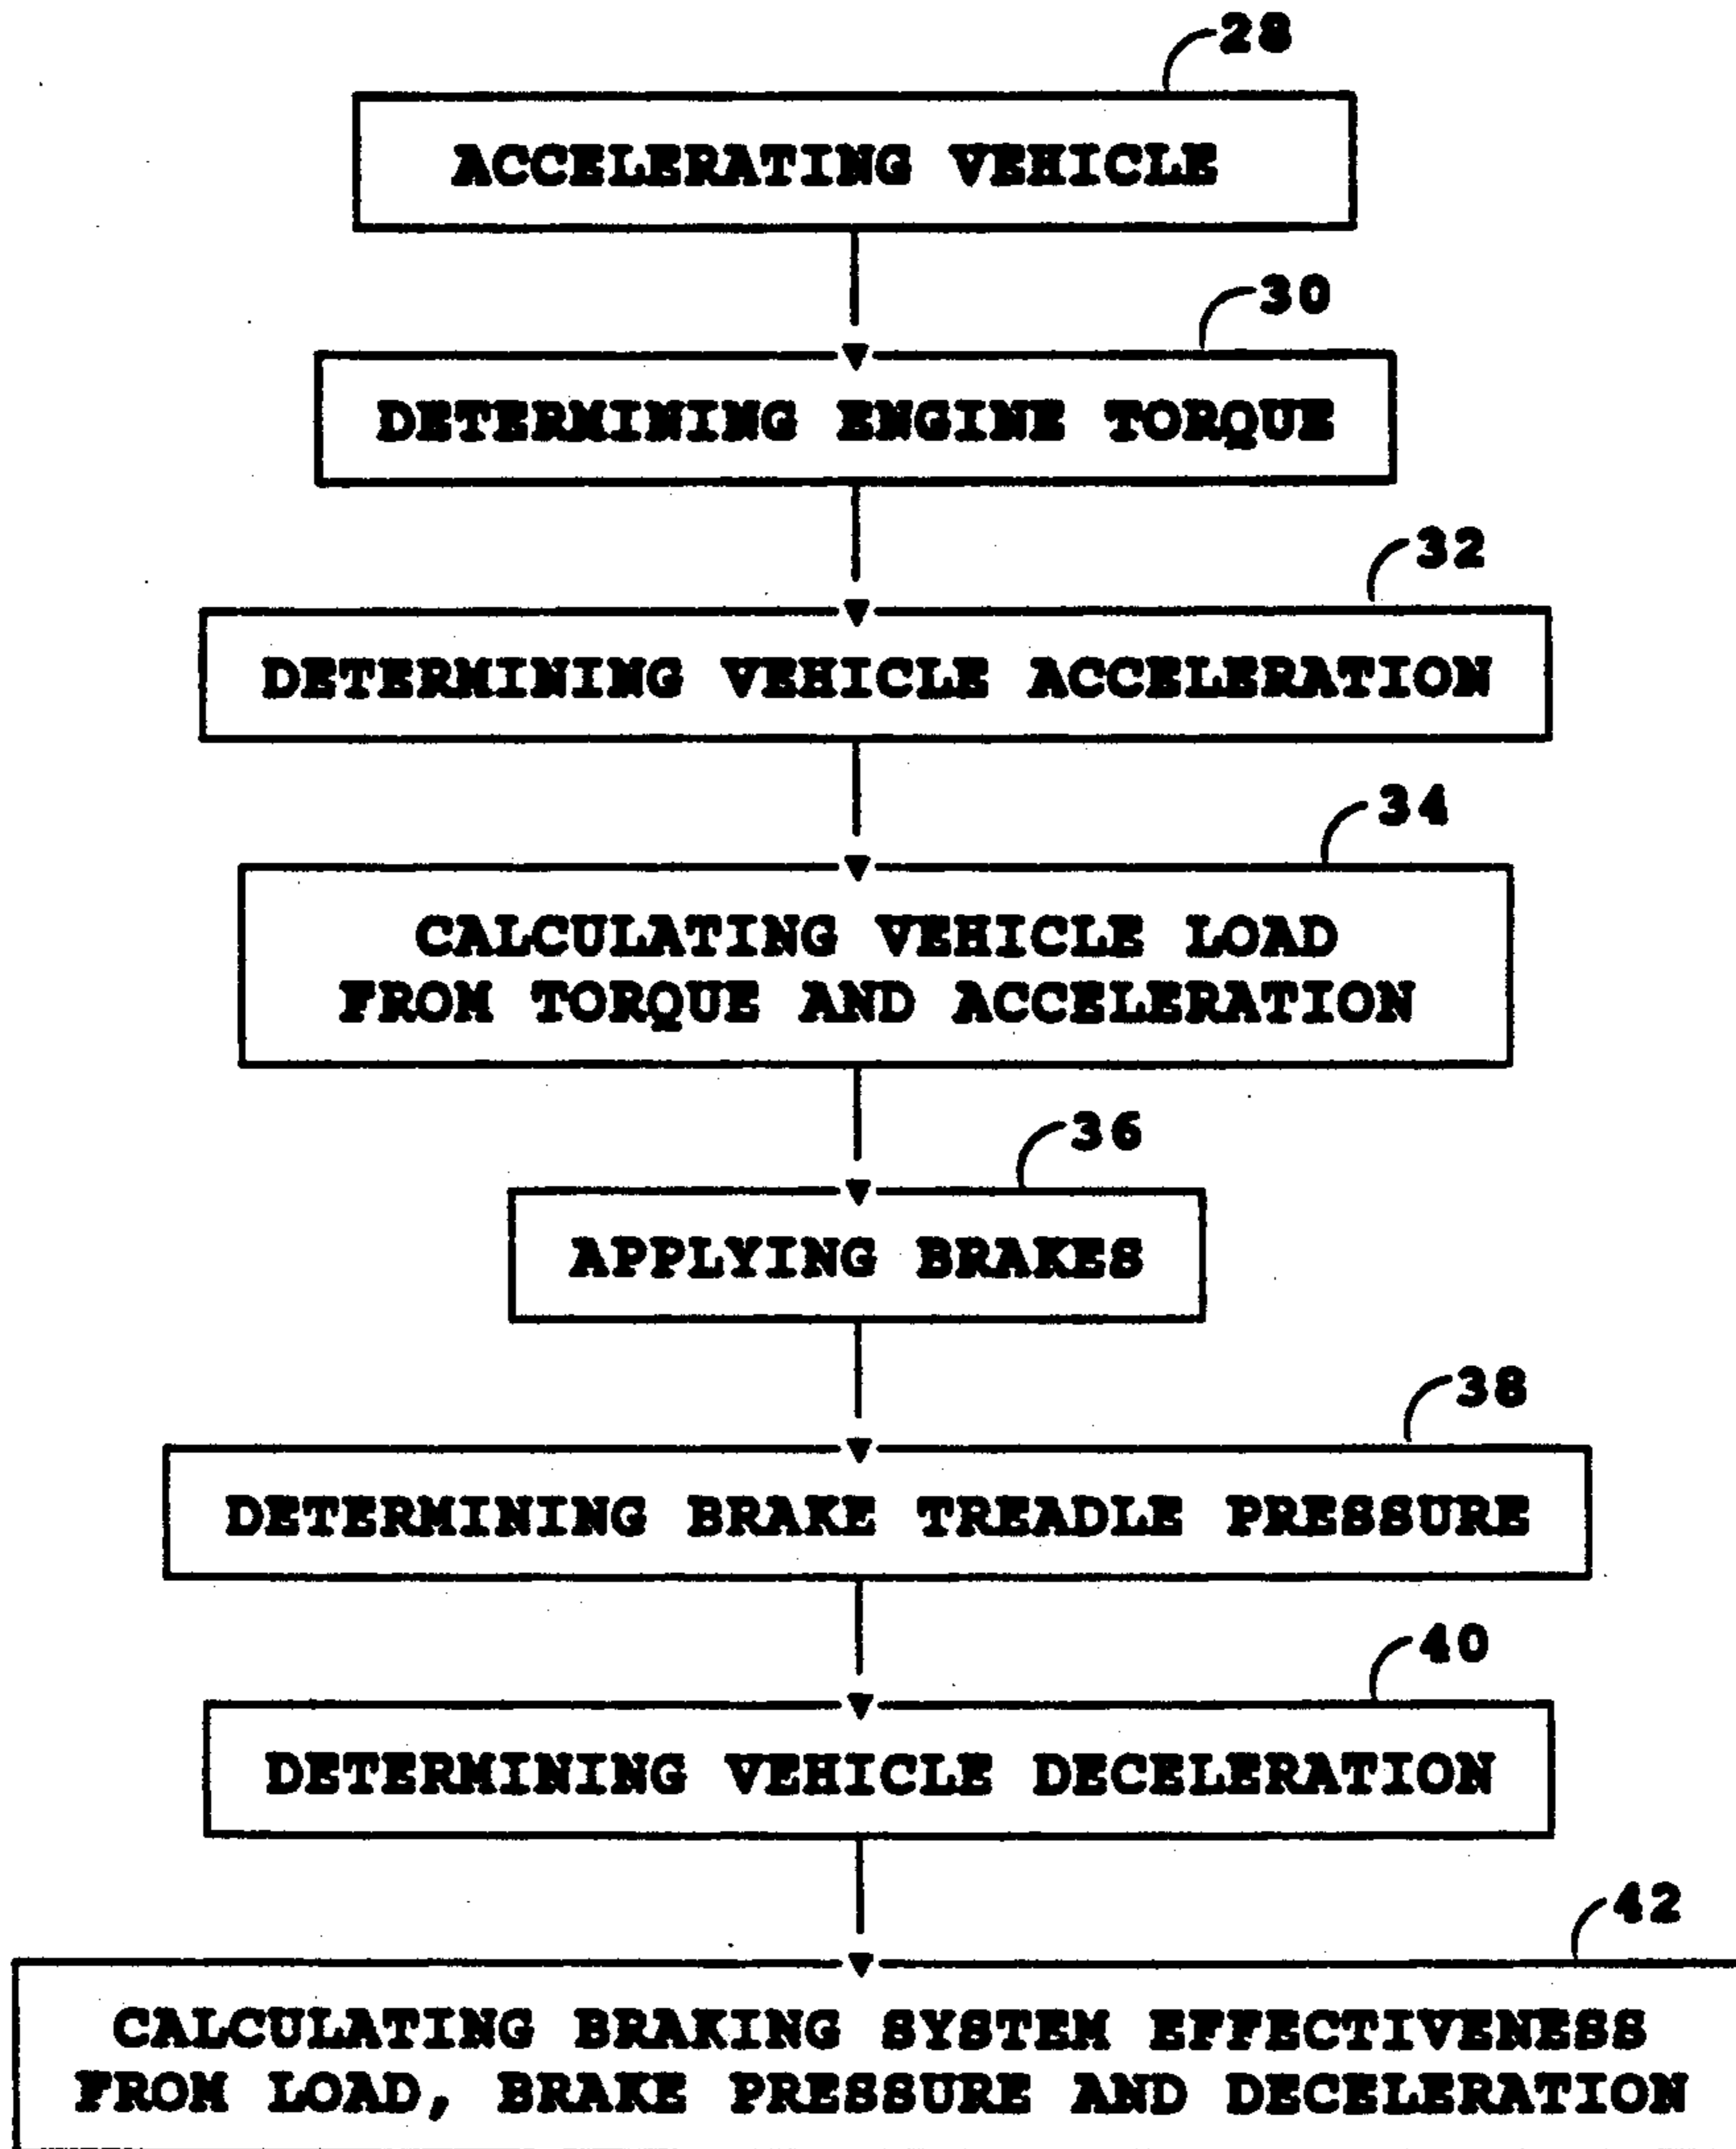 28
ACCELERATING VEHICLE
30
DETERMINING ENGINE TORQUE
32
DETERMINING VEHICLE ACCELERATION
34
CALCULATING VEHICLE LOAD
FROM TORQUE AND ACCELERATION
36
APPLYING BRAKES
38
DETERMINING BRAKE TREADLE PRESSURE
40
DETERMINING VEHICLE DECELERATION
42
CALCULATING BRAKING SYSTEM EFFECTIVENESS
FROM LOAD, BRAKE PRESSURE AND DECELERATION